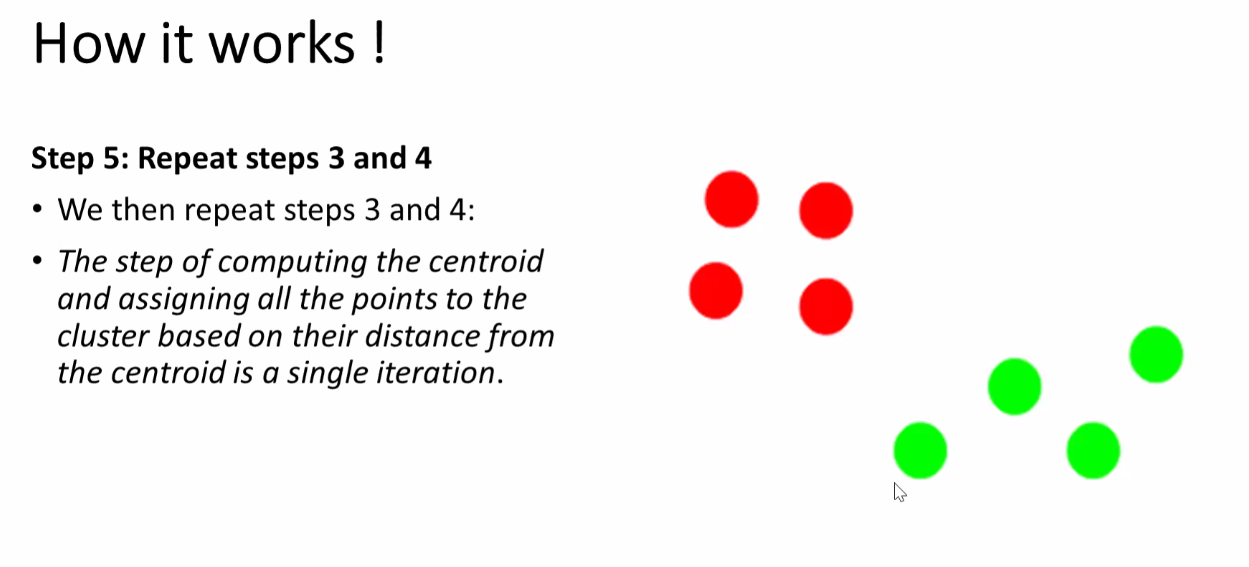 How it works !
Step 5: Repeat steps 3 and 4
• We then repeat steps 3 and 4:
• The step of computing the centroid
and assigning all the points to the
cluster based on their distance from
the centroid is a single iteration.